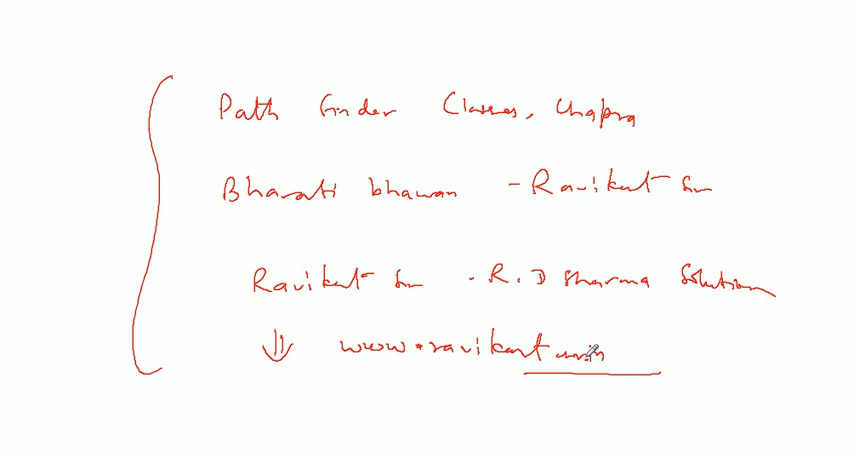 Path finder Classes, Chapra
Bharati bhawan - Ravikant Sir
Ravikant Sir - R.D Sharma Solution
www.ravikant